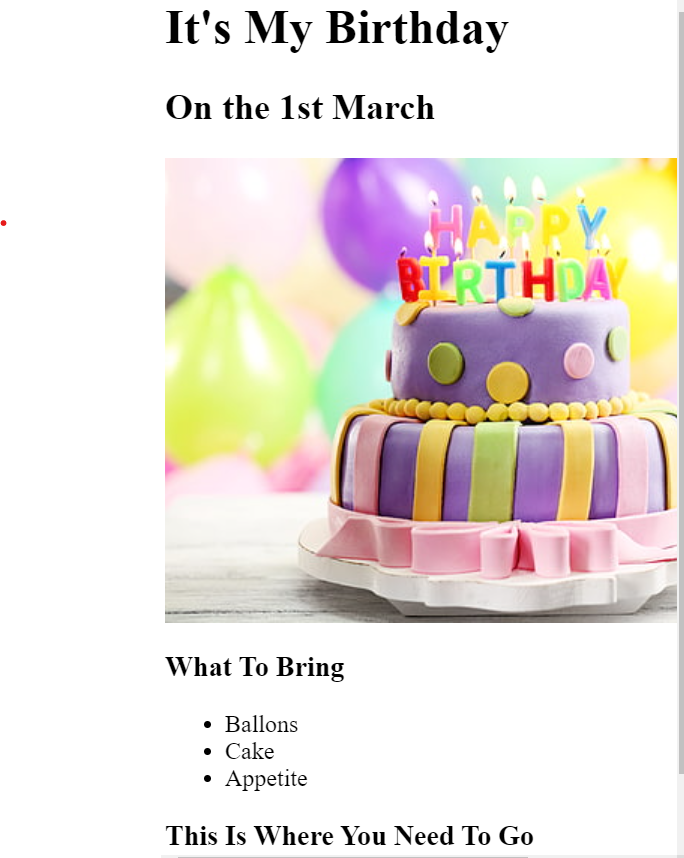 It's My Birthday
On the 1st March
HAPPY
BIRTHDAY
What To Bring
Ballons
Cake
Appetite
This Is Where You Need To Go